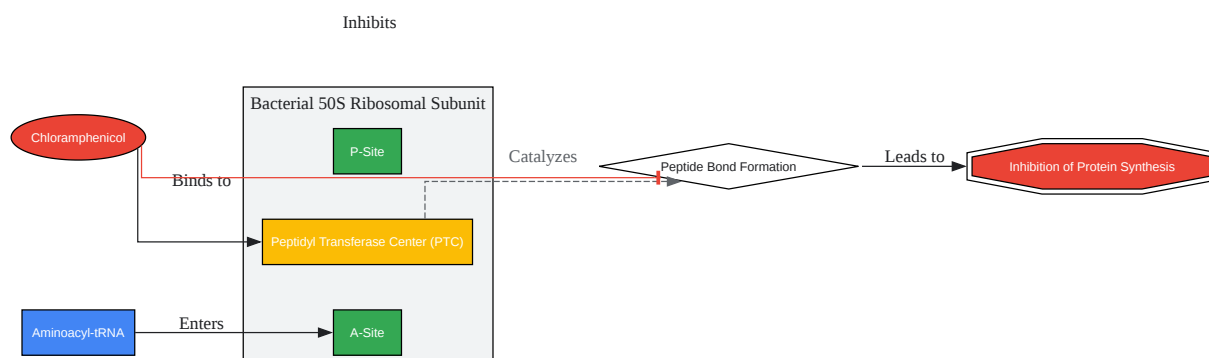 Inhibits
Bacterial 50S Ribosomal Subunit
Chloramphenicol
P-Site
Catalyzes
Peptide Bond Formation
Leads to
Inhibition of Protein Synthesis
Binds to
Peptidyl Transferase Center (PTC)
Aminoacyl-tRNA
Enters
A-Site